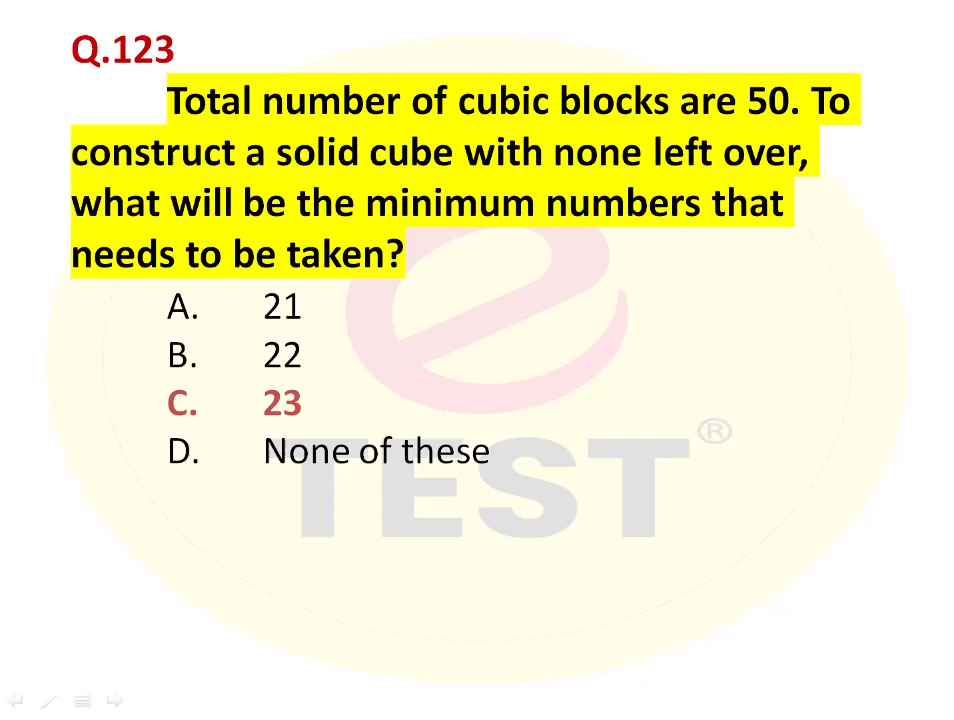 Q.123
Total number of cubic blocks are 50. To
construct a solid cube with none left over,
what will be the minimum numbers that
needs to be taken?
A. 21
B. 22
C. 23
D. None of these
e
TEST®